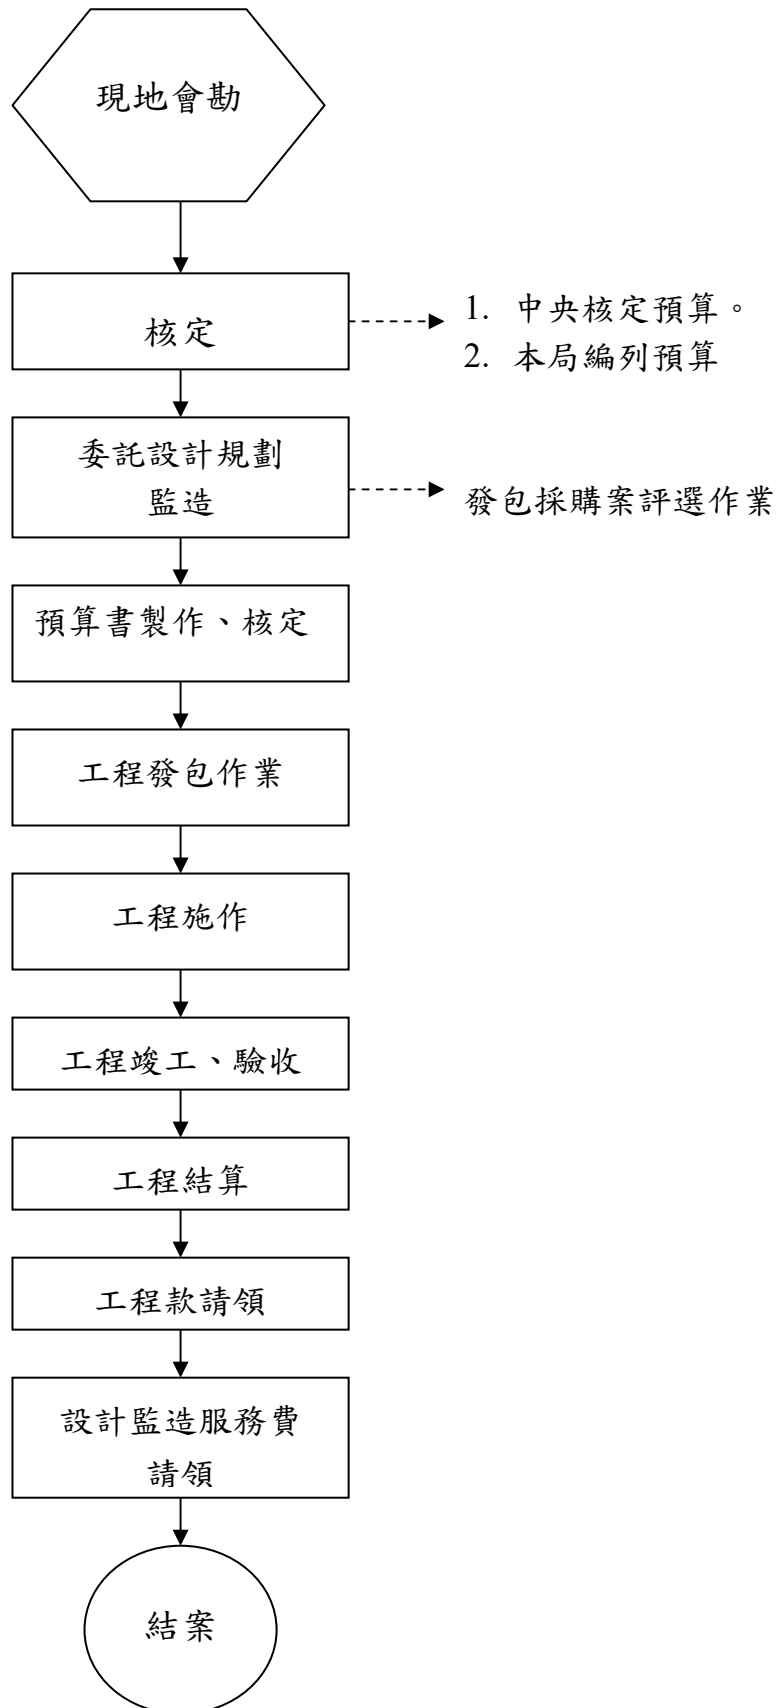 現地會勘
核定
1. 中央核定預算。
2. 本局編列預算
委託設計規劃
監造
發包採購案評選作業
預算書製作、核定
工程發包作業
工程施作
工程竣工、驗收
工程結算
工程款請領
設計監造服務費
請領
結案